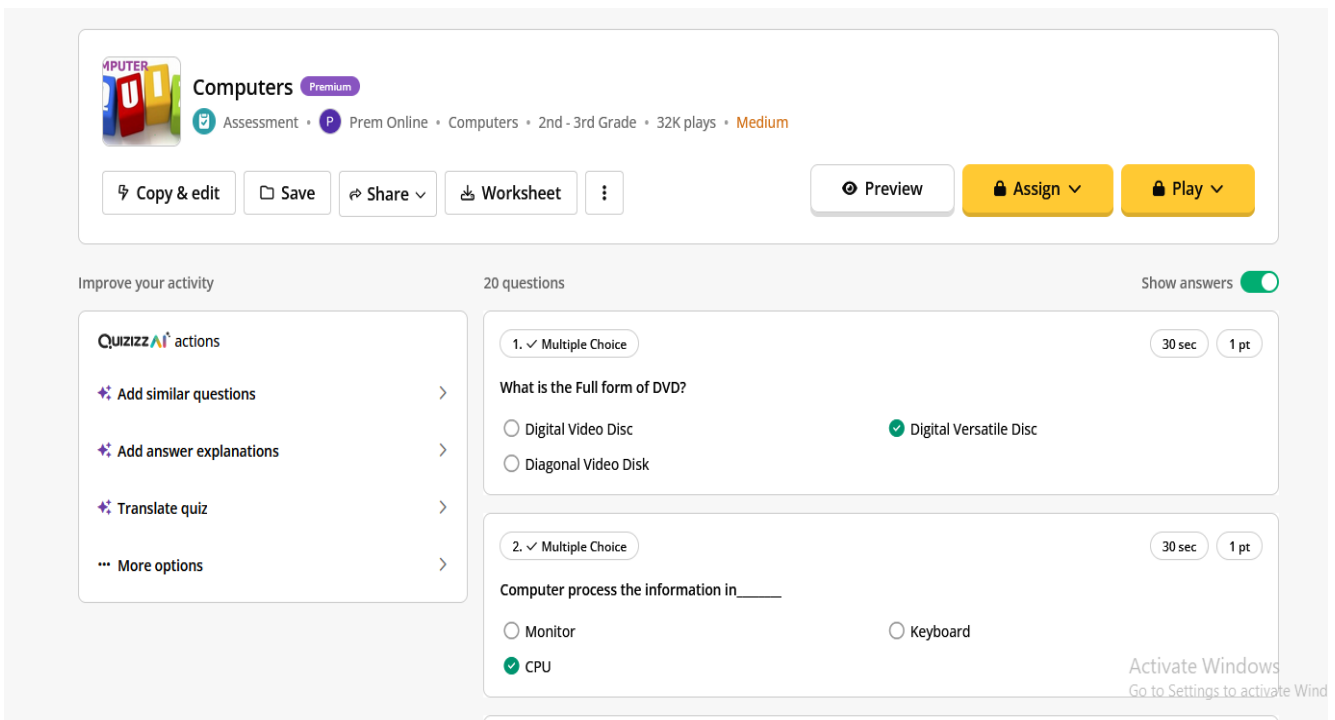 MPUTER
QUI
Computers Premium
Assessment • P Prem Online • Computers • 2nd - 3rd Grade • 32K plays • Medium
Copy & edit Save Share Worksheet Preview Assign Play
Improve your activity 20 questions Show answers
QUIZIZZ AI actions
Add similar questions
Add answer explanations
Translate quiz
More options
1. Multiple Choice 30 sec 1 pt
What is the Full form of DVD?
Digital Video Disc Digital Versatile Disc
Diagonal Video Disk
2. Multiple Choice 30 sec 1 pt
Computer process the information in______
Monitor Keyboard
CPU
Activate Windows
Go to Settings to activate Wind